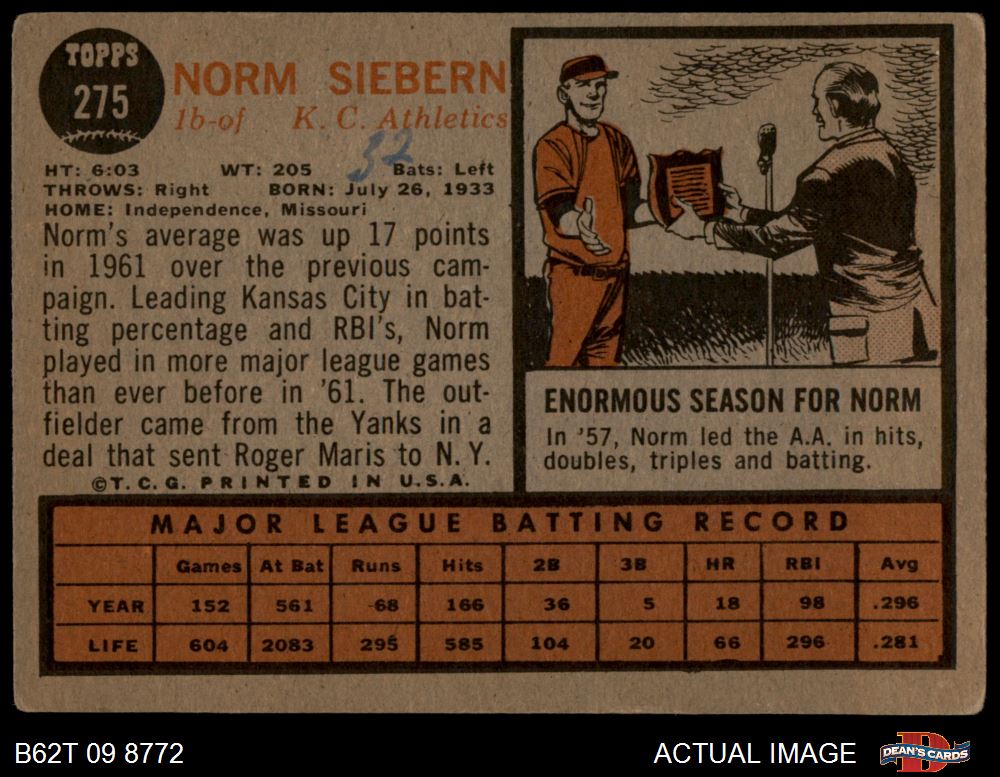 TOPPS
275
NORM SIEBERN
1b-of K. C. Athletics
37
HT: 6:03 WT: 205 Bats: Left
THROWS: Right BORN: July 26, 1933
HOME: Independence, Missouri
Norm's average was up 17 points
in 1961 over the previous cam-
paign. Leading Kansas City in bat-
ting percentage and RBI's, Norm
played in more major league games
than ever before in '61. The out-
fielder came from the Yanks in a
deal that sent Roger Maris to N. Y.
©T. C. G. PRINTED IN U.S.A.
ENORMOUS SEASON FOR NORM
In '57, Norm led the A.A. in hits,
doubles, triples and batting.
MAJOR LEAGUE BATTING RECORD
Games At Bat Runs Hits 2B 3B HR RBI Avg
YEAR 152 561 68 166 36 5 18 98 .296
LIFE 604 2083 295 585 104 20 66 296 .281
B62T 09 8772 ACTUAL IMAGE DEAN'S CARDS